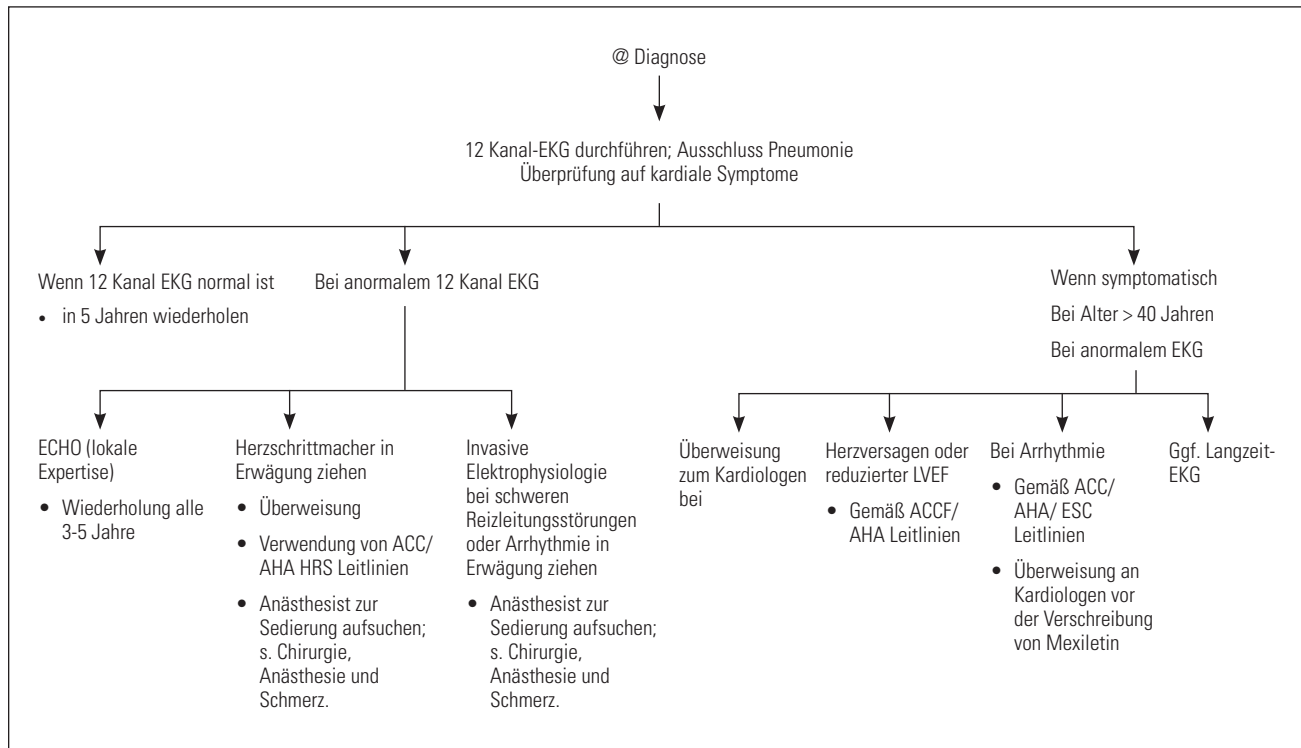 @ Diagnose
12 Kanal-EKG durchführen; Ausschluss Pneumonie
Überprüfung auf kardiale Symptome
Wenn 12 Kanal EKG normal ist
• in 5 Jahren wiederholen
Bei anormalem 12 Kanal EKG
Wenn symptomatisch
Bei Alter > 40 Jahren
Bei anormalem EKG
ECHO (lokale
Expertise)
• Wiederholung alle
3-5 Jahre
Herzschrittmacher in
Erwägung ziehen
• Überweisung
• Verwendung von ACC/
AHA HRS Leitlinien
• Anästhesist zur
Sedierung aufsuchen;
s. Chirurgie,
Anästhesie und
Schmerz.
Invasive
Elektrophysiologie
bei schweren
Reizleitungsstörungen
oder Arrhythmie in
Erwägung ziehen
• Anästhesist zur
Sedierung aufsuchen;
s. Chirurgie,
Anästhesie und
Schmerz.
Überweisung
zum Kardiologen
bei
Herzversagen oder
reduzierter LVEF
• Gemäß ACCF/
AHA Leitlinien
Bei Arrhythmie
• Gemäß ACC/
AHA/ ESC
Leitlinien
• Überweisung an
Kardiologen vor
der Verschreibung
von Mexiletin
Ggf. Langzeit-
EKG